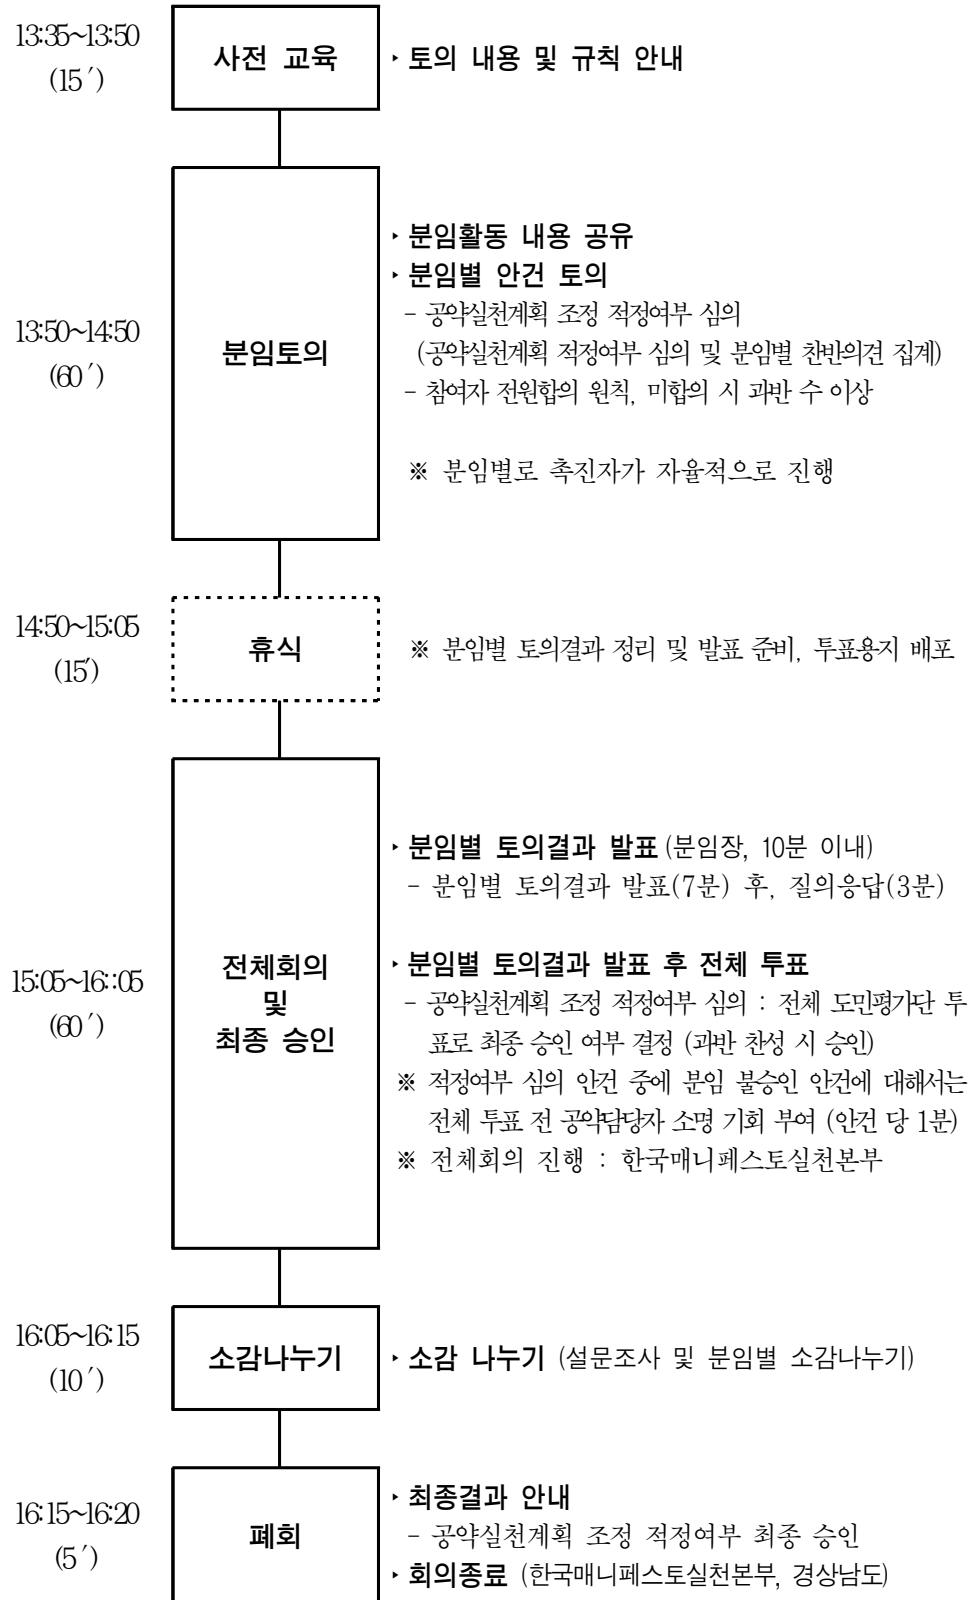 13:35~13:50
(15′)
사전 교육
‣ 토의 내용 및 규칙 안내
13:50~14:50
(60′)
분임토의
‣ 분임활동 내용 공유
‣ 분임별 안건 토의
- 공약실천계획 조정 적정여부 심의
(공약실천계획 적정여부 심의 및 분임별 찬반의견 집계)
- 참여자 전원합의 원칙, 미합의 시 과반 수 이상
※ 분임별로 촉진자가 자율적으로 진행
14:50~15:05
(15′)
휴식
※ 분임별 토의결과 정리 및 발표 준비, 투표용지 배포
15:05~16::05
(60′)
전체회의
및
최종 승인
‣ 분임별 토의결과 발표 (분임장, 10분 이내)
- 분임별 토의결과 발표(7분) 후, 질의응답(3분)
‣ 분임별 토의결과 발표 후 전체 투표
- 공약실천계획 조정 적정여부 심의 : 전체 도민평가단 투
표로 최종 승인 여부 결정 (과반 찬성 시 승인)
※ 적정여부 심의 안건 중에 분임 불승인 안건에 대해서는
전체 투표 전 공약담당자 소명 기회 부여 (안건 당 1분)
※ 전체회의 진행 : 한국매니페스토실천본부
16:05~16:15
(10′)
소감나누기
‣ 소감 나누기 (설문조사 및 분임별 소감나누기)
16:15~16:20
(5′)
폐회
‣ 최종결과 안내
- 공약실천계획 조정 적정여부 최종 승인
‣ 회의종료 (한국매니페스토실천본부, 경상남도)